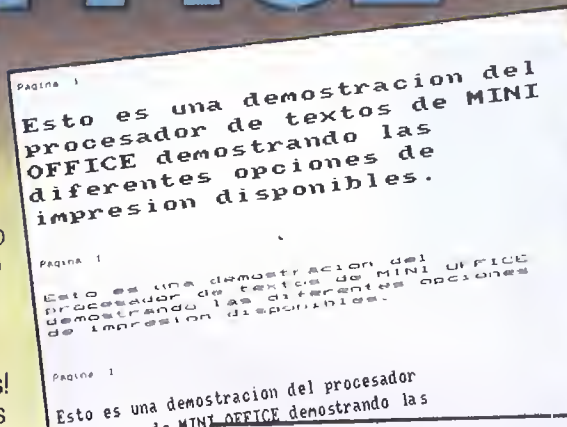 Pagina 1
Esto es una demostracion del
procesador de textos de MINI
OFFICE demostrando las
diferentes opciones de
impresion disponibles.
Pagina 1
Esto es una demostracion del
procesador de textos de MINI OFFICE
demostrando las diferentes opciones
de impresion disponibles.
Pagina 1
Esto es una demostracion del procesador
MINI OFFICE demostrando las